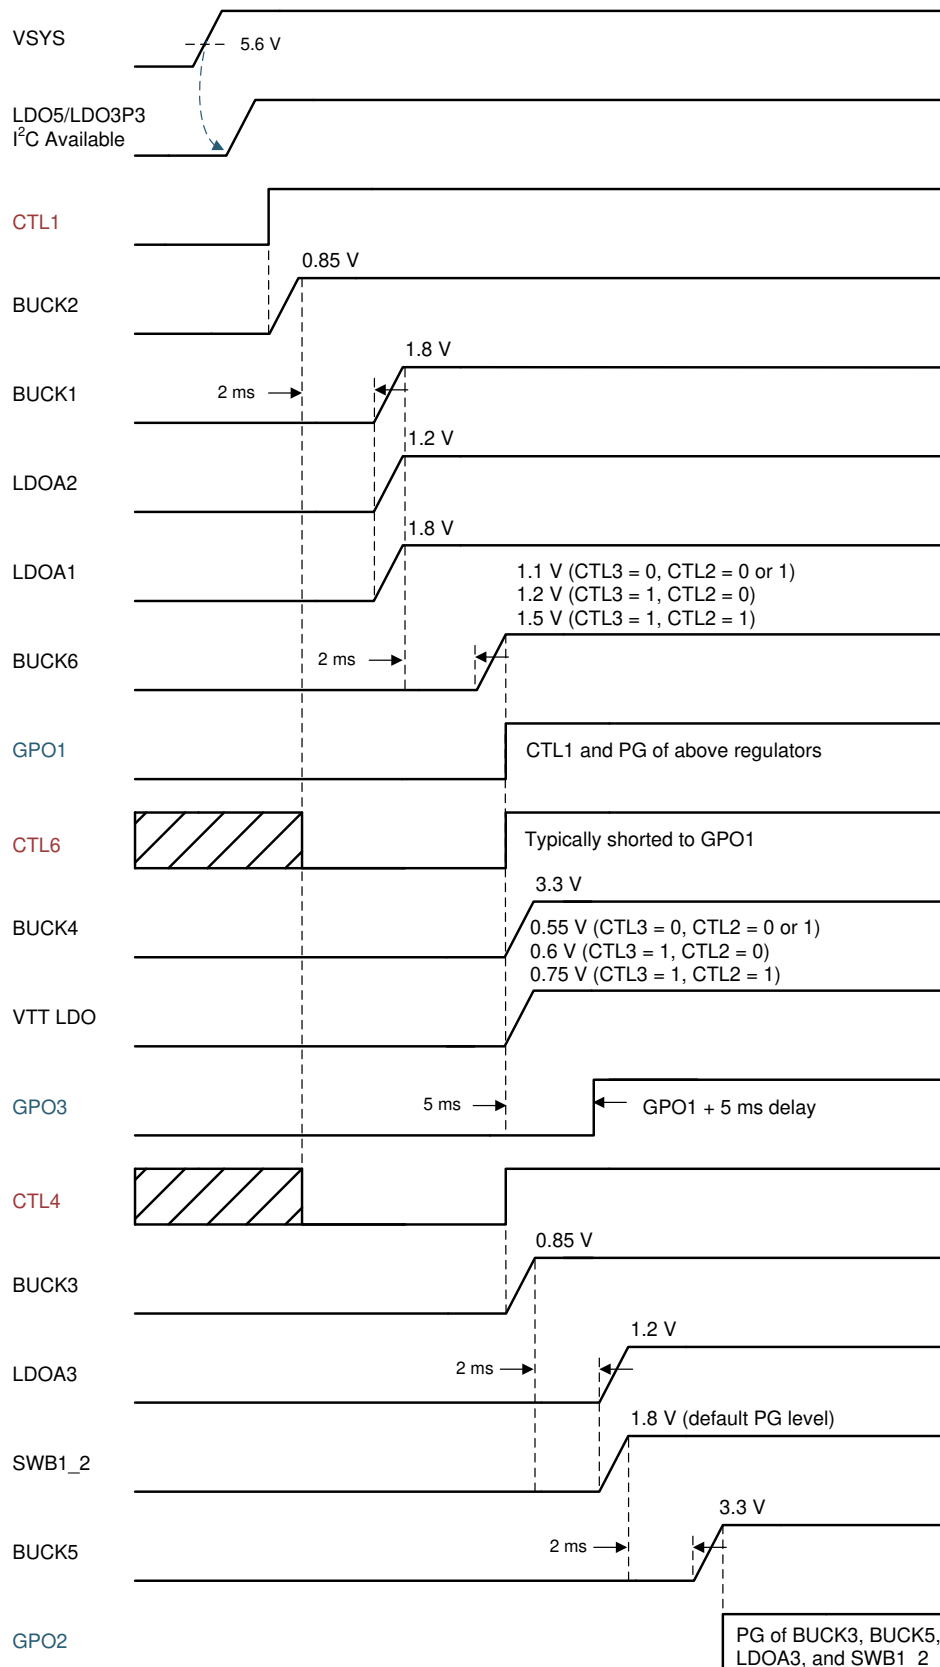 VSYS
5.6 V
LDO5/LDO3P3
I²C Available
CTL1
0.85 V
BUCK2
1.8 V
BUCK1
2 ms
1.2 V
LDOA2
1.8 V
LDOA1
1.1 V (CTL3 = 0, CTL2 = 0 or 1)
1.2 V (CTL3 = 1, CTL2 = 0)
1.5 V (CTL3 = 1, CTL2 = 1)
BUCK6
2 ms
GPO1
CTL1 and PG of above regulators
CTL6
Typically shorted to GPO1
3.3 V
BUCK4
0.55 V (CTL3 = 0, CTL2 = 0 or 1)
0.6 V (CTL3 = 1, CTL2 = 0)
0.75 V (CTL3 = 1, CTL2 = 1)
VTT LDO
GPO3
5 ms
GPO1 + 5 ms delay
CTL4
0.85 V
BUCK3
1.2 V
LDOA3
2 ms
1.8 V (default PG level)
SWB1_2
3.3 V
BUCK5
2 ms
GPO2
PG of BUCK3, BUCK5,
LDOA3, and SWB1_2